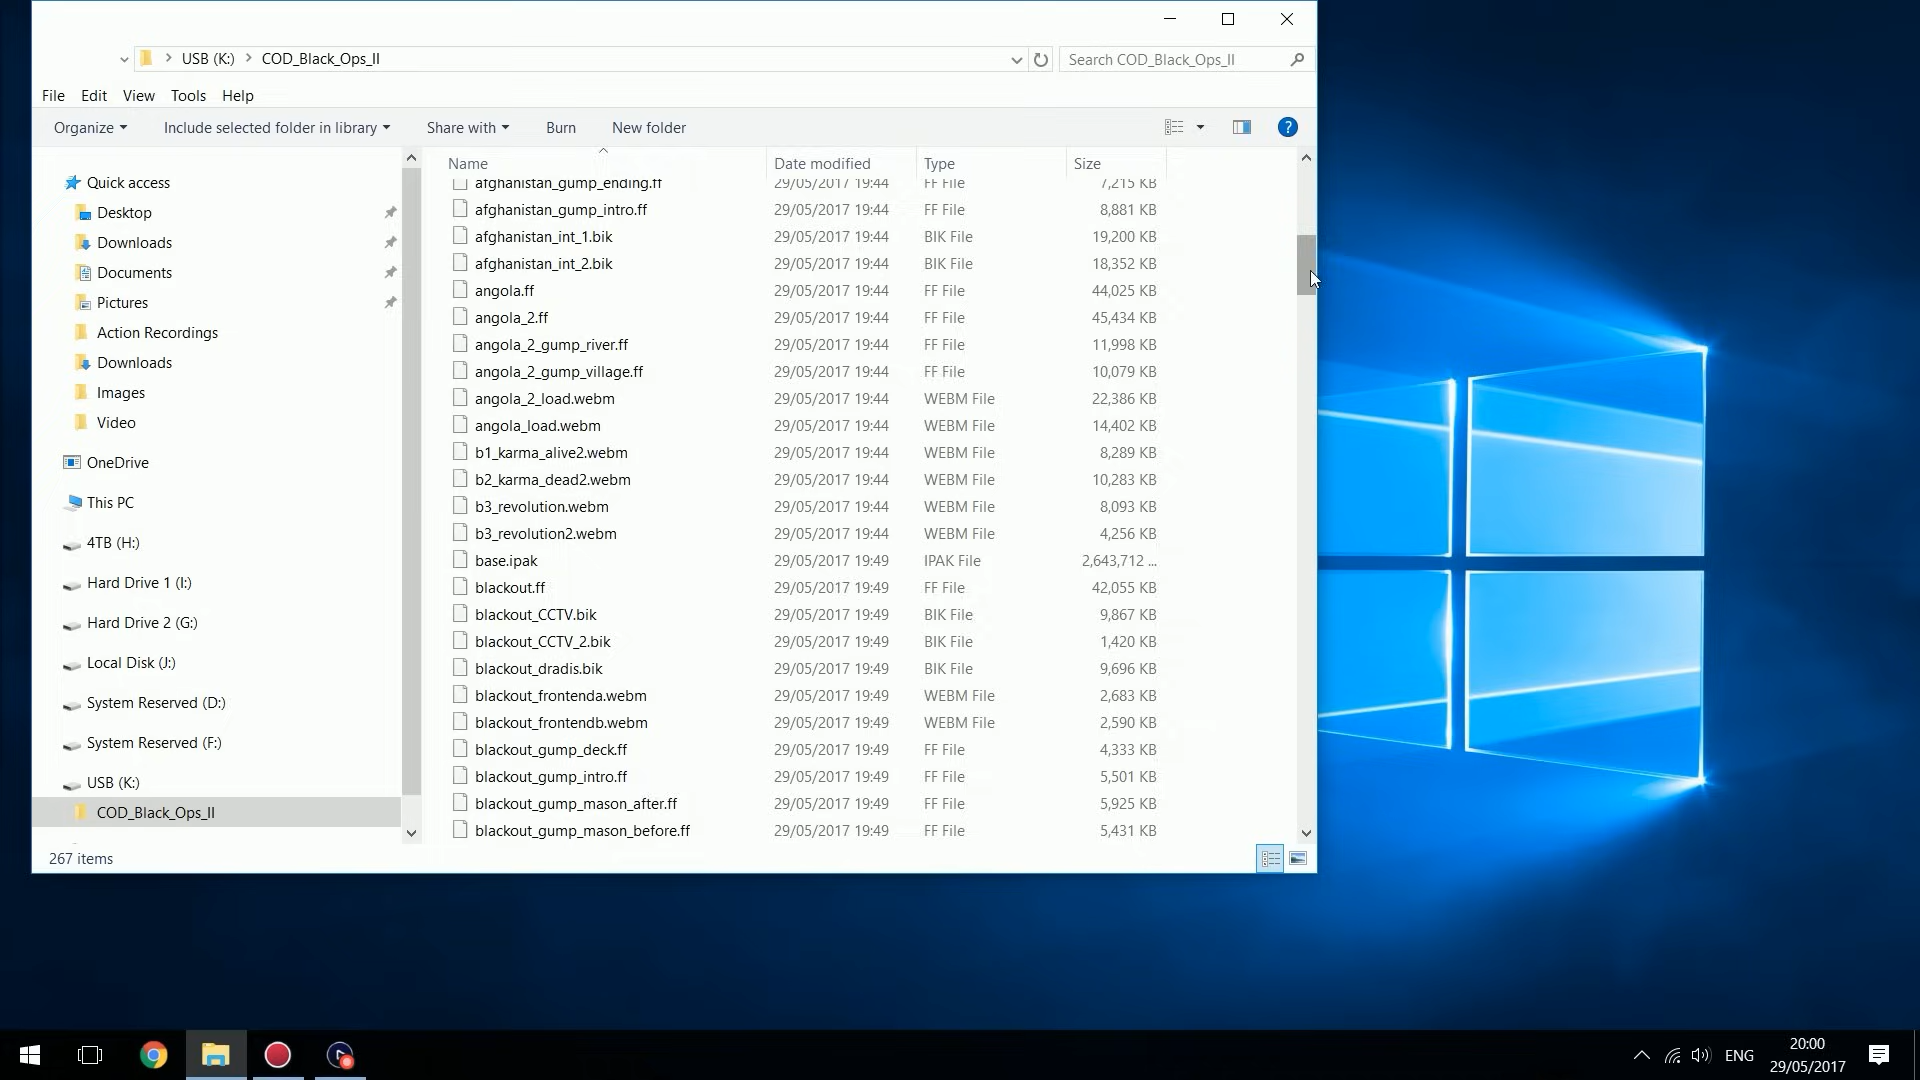 USB (K:) COD_Black_Ops_II
Search COD_Black_Ops_II
File Edit View Tools Help
Organize Include selected folder in library Share with Burn New folder
Quick access
Desktop
Downloads
Documents
Pictures
Action Recordings
Downloads
Images
Video
OneDrive
This PC
4TB (H:)
Hard Drive 1 (I:)
Hard Drive 2 (G:)
Local Disk (J:)
System Reserved (D:)
System Reserved (F:)
USB (K:)
COD_Black_Ops_II
Name Date modified Type Size
afghanistan_gump_ending.ff 29/05/2017 19:44 FF File 7,215 KB
afghanistan_gump_intro.ff 29/05/2017 19:44 FF File 8,881 KB
afghanistan_int_1.bik 29/05/2017 19:44 BIK File 19,200 KB
afghanistan_int_2.bik 29/05/2017 19:44 BIK File 18,352 KB
angola.ff 29/05/2017 19:44 FF File 44,025 KB
angola_2.ff 29/05/2017 19:44 FF File 45,434 KB
angola_2_gump_river.ff 29/05/2017 19:44 FF File 11,998 KB
angola_2_gump_village.ff 29/05/2017 19:44 FF File 10,079 KB
angola_2_load.webm 29/05/2017 19:44 WEBM File 22,386 KB
angola_load.webm 29/05/2017 19:44 WEBM File 14,402 KB
b1_karma_alive2.webm 29/05/2017 19:44 WEBM File 8,289 KB
b2_karma_dead2.webm 29/05/2017 19:44 WEBM File 10,283 KB
b3_revolution.webm 29/05/2017 19:44 WEBM File 8,093 KB
b3_revolution2.webm 29/05/2017 19:44 WEBM File 4,256 KB
base.ipak 29/05/2017 19:49 IPAK File 2,643,712 ...
blackout.ff 29/05/2017 19:49 FF File 42,055 KB
blackout_CCTV.bik 29/05/2017 19:49 BIK File 9,867 KB
blackout_CCTV_2.bik 29/05/2017 19:49 BIK File 1,420 KB
blackout_dradis.bik 29/05/2017 19:49 BIK File 9,696 KB
blackout_frontenda.webm 29/05/2017 19:49 WEBM File 2,683 KB
blackout_frontendb.webm 29/05/2017 19:49 WEBM File 2,590 KB
blackout_gump_deck.ff 29/05/2017 19:49 FF File 4,333 KB
blackout_gump_intro.ff 29/05/2017 19:49 FF File 5,501 KB
blackout_gump_mason_after.ff 29/05/2017 19:49 FF File 5,925 KB
blackout_gump_mason_before.ff 29/05/2017 19:49 FF File 5,431 KB
267 items
ENG
20:00
29/05/2017